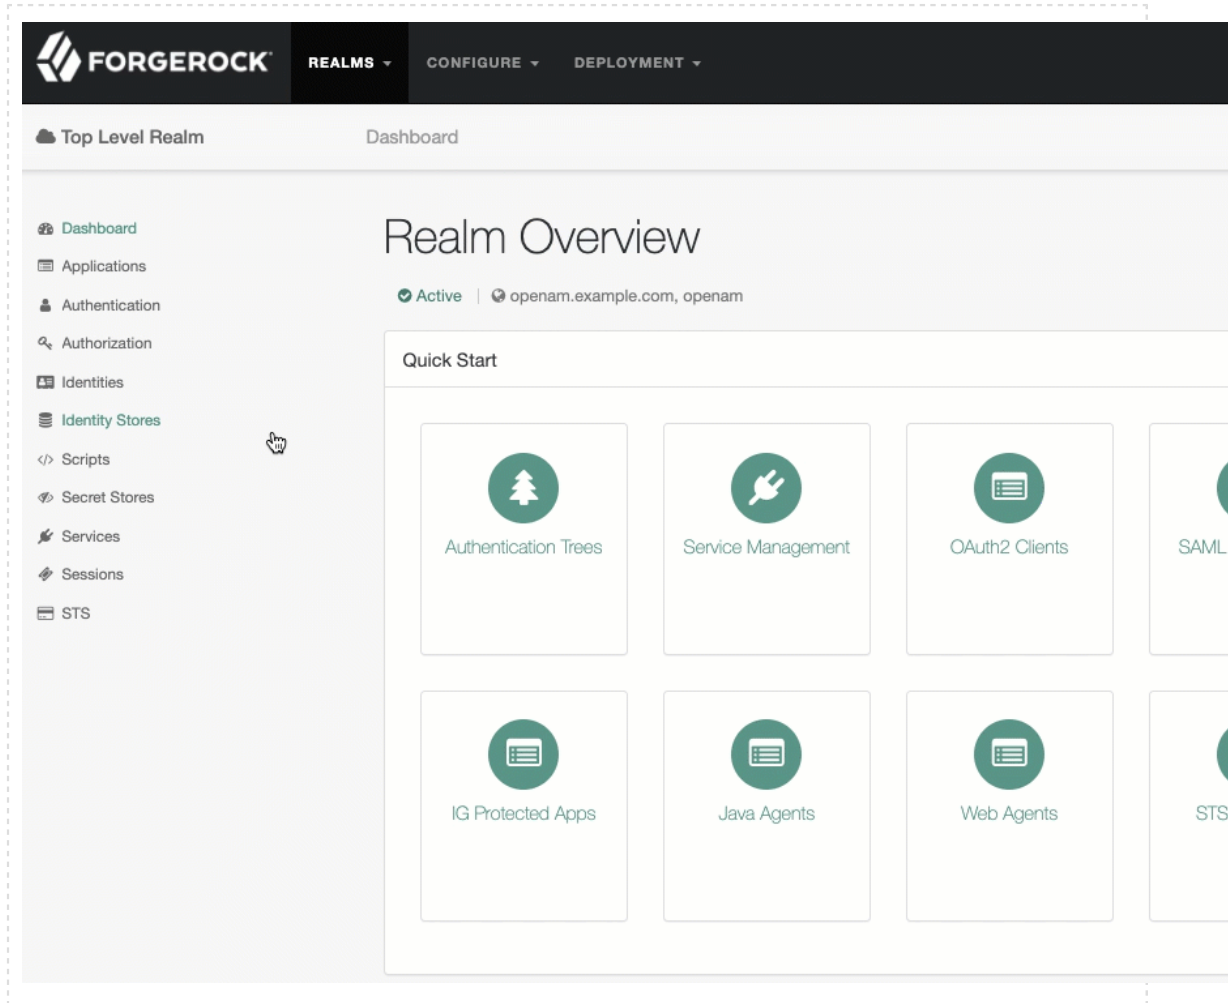 FORGEROCK
REALMS CONFIGURE DEPLOYMENT
Top Level Realm Dashboard
Dashboard
Applications
Authentication
Authorization
Identities
Identity Stores
Scripts
Secret Stores
Services
Sessions
STS
Realm Overview
Active | openam.example.com, openam
Quick Start
Authentication Trees Service Management OAuth2 Clients SAML
IG Protected Apps Java Agents Web Agents STS